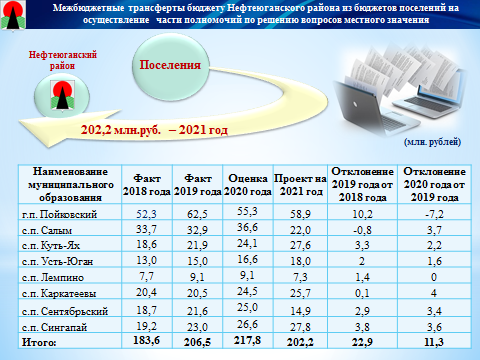 Межбюджетные трансферты бюджету Нефтеюганского района из бюджетов поселений на
осуществление части полномочий по решению вопросов местного значения
Нефтеюганский
район
Поселения
202,2 млн.руб. – 2021 год
(млн. рублей)
Наименование муниципального образования Факт 2018 года Факт 2019 года Оценка 2020 года Проект на 2021 год Отклонение 2019 года от 2018 года Отклонение 2020 года от 2019 года
г.п. Пойковский 52,3 62,5 55,3 58,9 10,2 -7,2
с.п. Салым 33,7 32,9 36,6 22,0 -0,8 3,7
с.п. Куть-Ях 18,6 21,9 24,1 27,6 3,3 2,2
с.п. Усть-Юган 13,0 15,0 16,6 18,0 2 1,6
с.п. Лемпино 7,7 9,1 9,1 7,3 1,4 0
с.п. Каркатеевы 20,4 20,5 24,5 25,7 0,1 4
с.п. Сентябрьский 18,7 21,6 25,0 14,9 2,9 3,4
с.п. Сингапай 19,2 23,0 26,6 27,8 3,8 3,6
Итого: 183,6 206,5 217,8 202,2 22,9 11,3